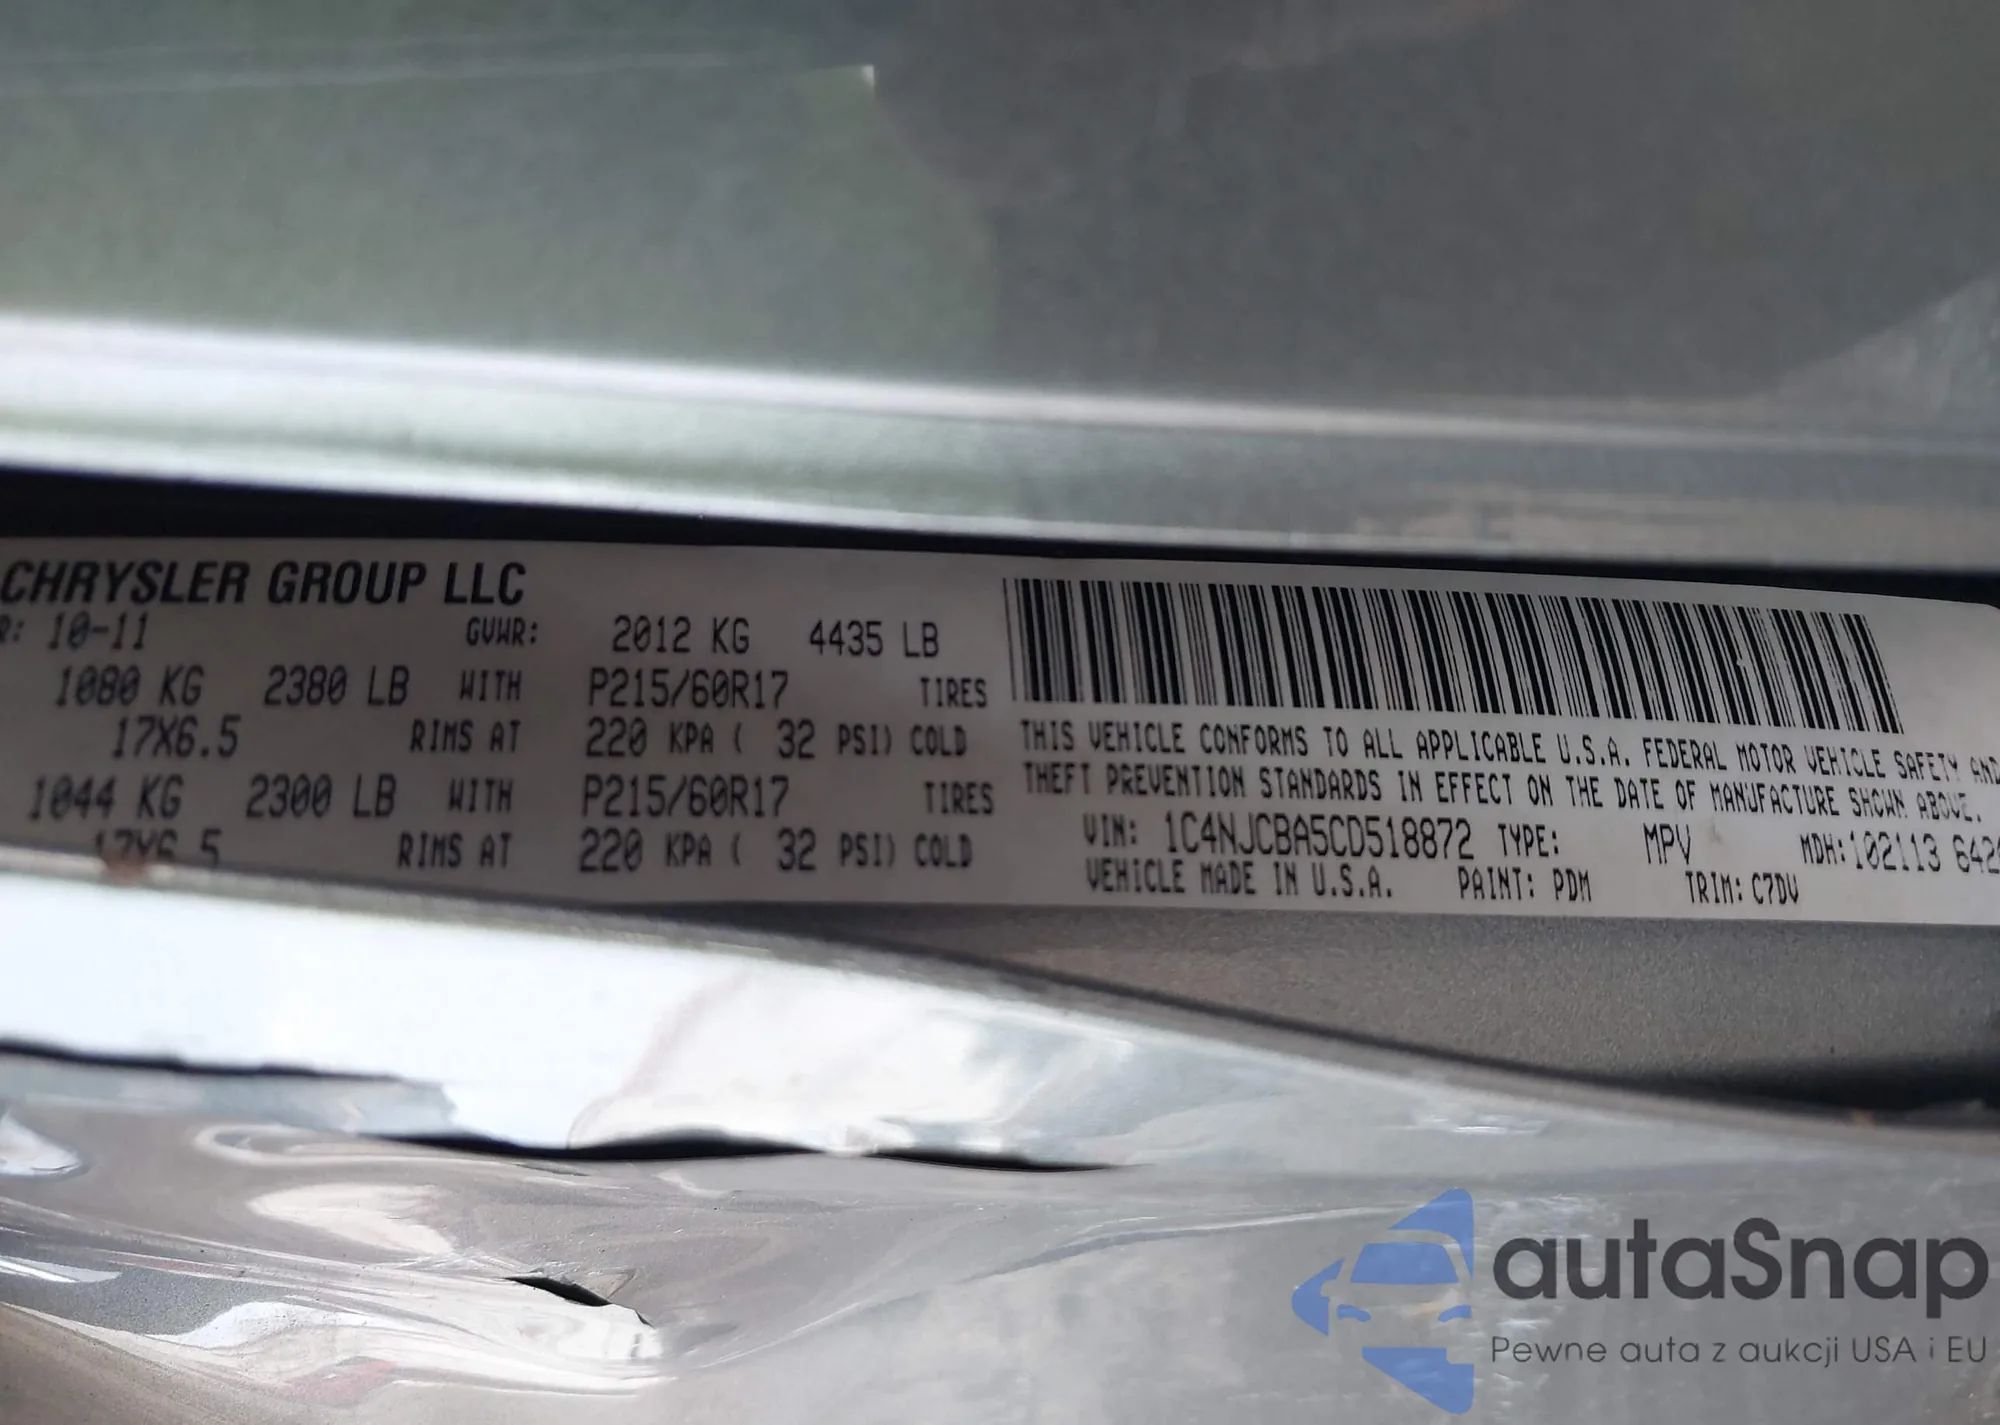 CHRYSLER GROUP LLC
R: 10-11 GVWR: 2012 KG 4435 LB
1080 KG 2380 LB WITH P215/60R17 TIRES
17X6.5 RIMS AT 220 KPA ( 32 PSI) COLD
1044 KG 2300 LB WITH P215/60R17 TIRES
17X6.5 RIMS AT 220 KPA ( 32 PSI) COLD
THIS VEHICLE CONFORMS TO ALL APPLICABLE U.S.A. FEDERAL MOTOR VEHICLE SAFETY AND
THEFT PREVENTION STANDARDS IN EFFECT ON THE DATE OF MANUFACTURE SHOWN ABOVE.
VIN: 1C4NJCBA5CD518872 TYPE: MPV MDH: 102113 642
VEHICLE MADE IN U.S.A. PAINT: PDM TRIM: C7DV
autaSnap
Pewne auta z aukcji USA i EU